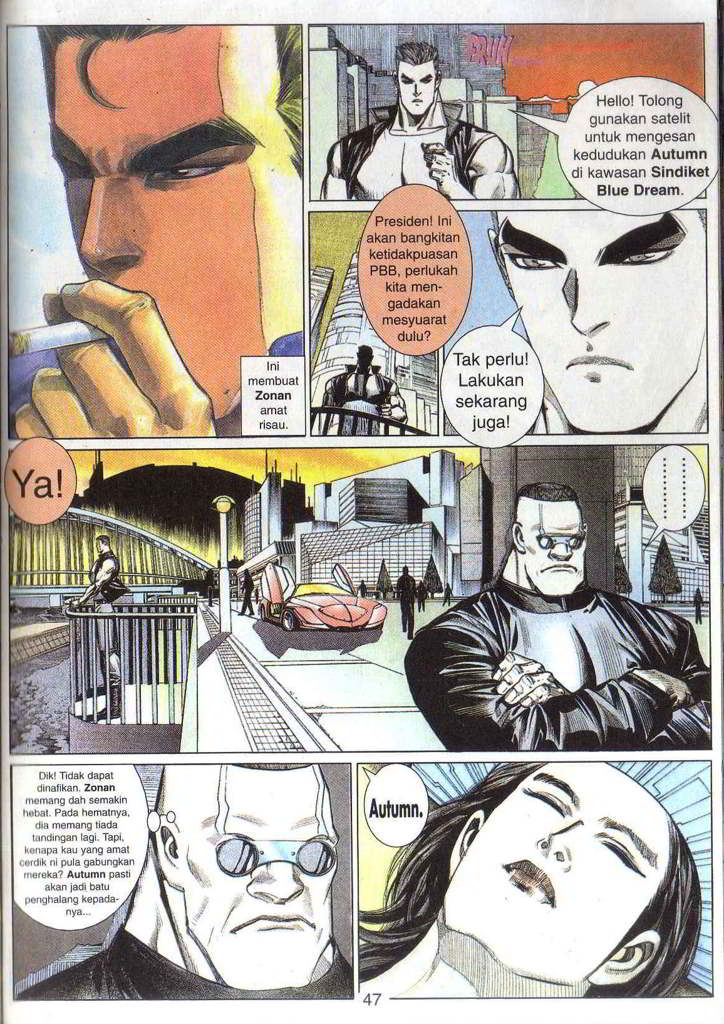 BRUM
Hello! Tolong
gunakan satelit
untuk mengesan
kedudukan Autumn
di kawasan Sindiket
Blue Dream.
Ini
membuat
Zonan
amat
risau.
Presiden! Ini
akan bangkitan
ketidakpuasan
PBB, perlukah
kita men-
gadakan
mesyuarat
dulu?
Tak perlu!
Lakukan
sekarang
juga!
Ya!
Dik! Tidak dapat
dinafikan. Zonan
memang dah semakin
hebat. Pada hematnya,
dia memang tiada
tandingan lagi. Tapi,
kenapa kau yang amat
cerdik ni pula gabungkan
mereka? Autumn pasti
akan jadi batu
penghalang kepada-
nya...
Autumn.
47